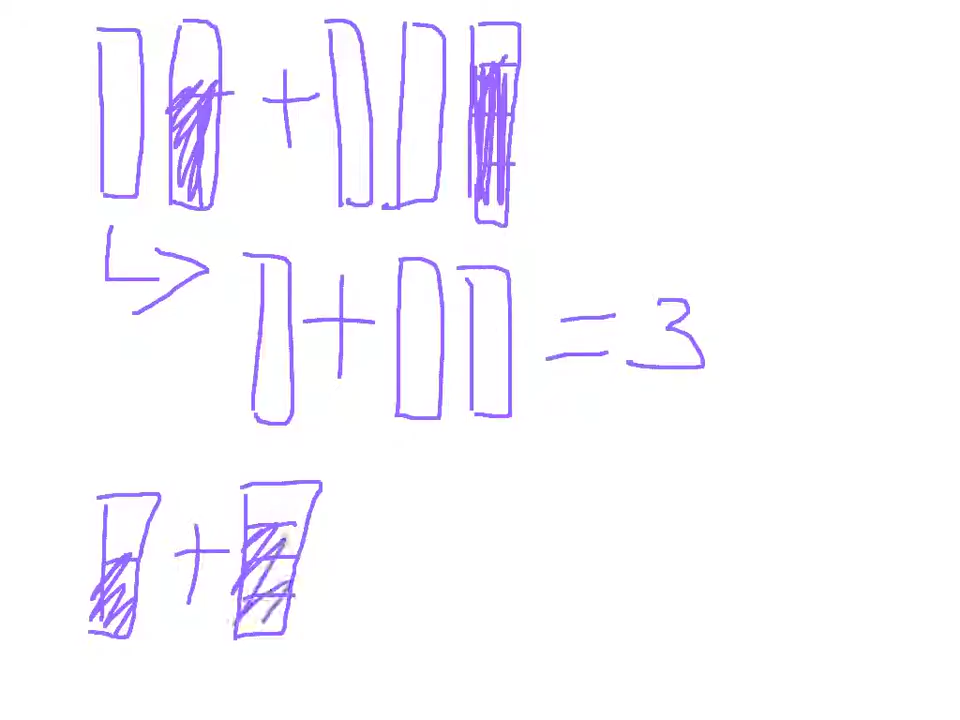 +
+ = 3
+